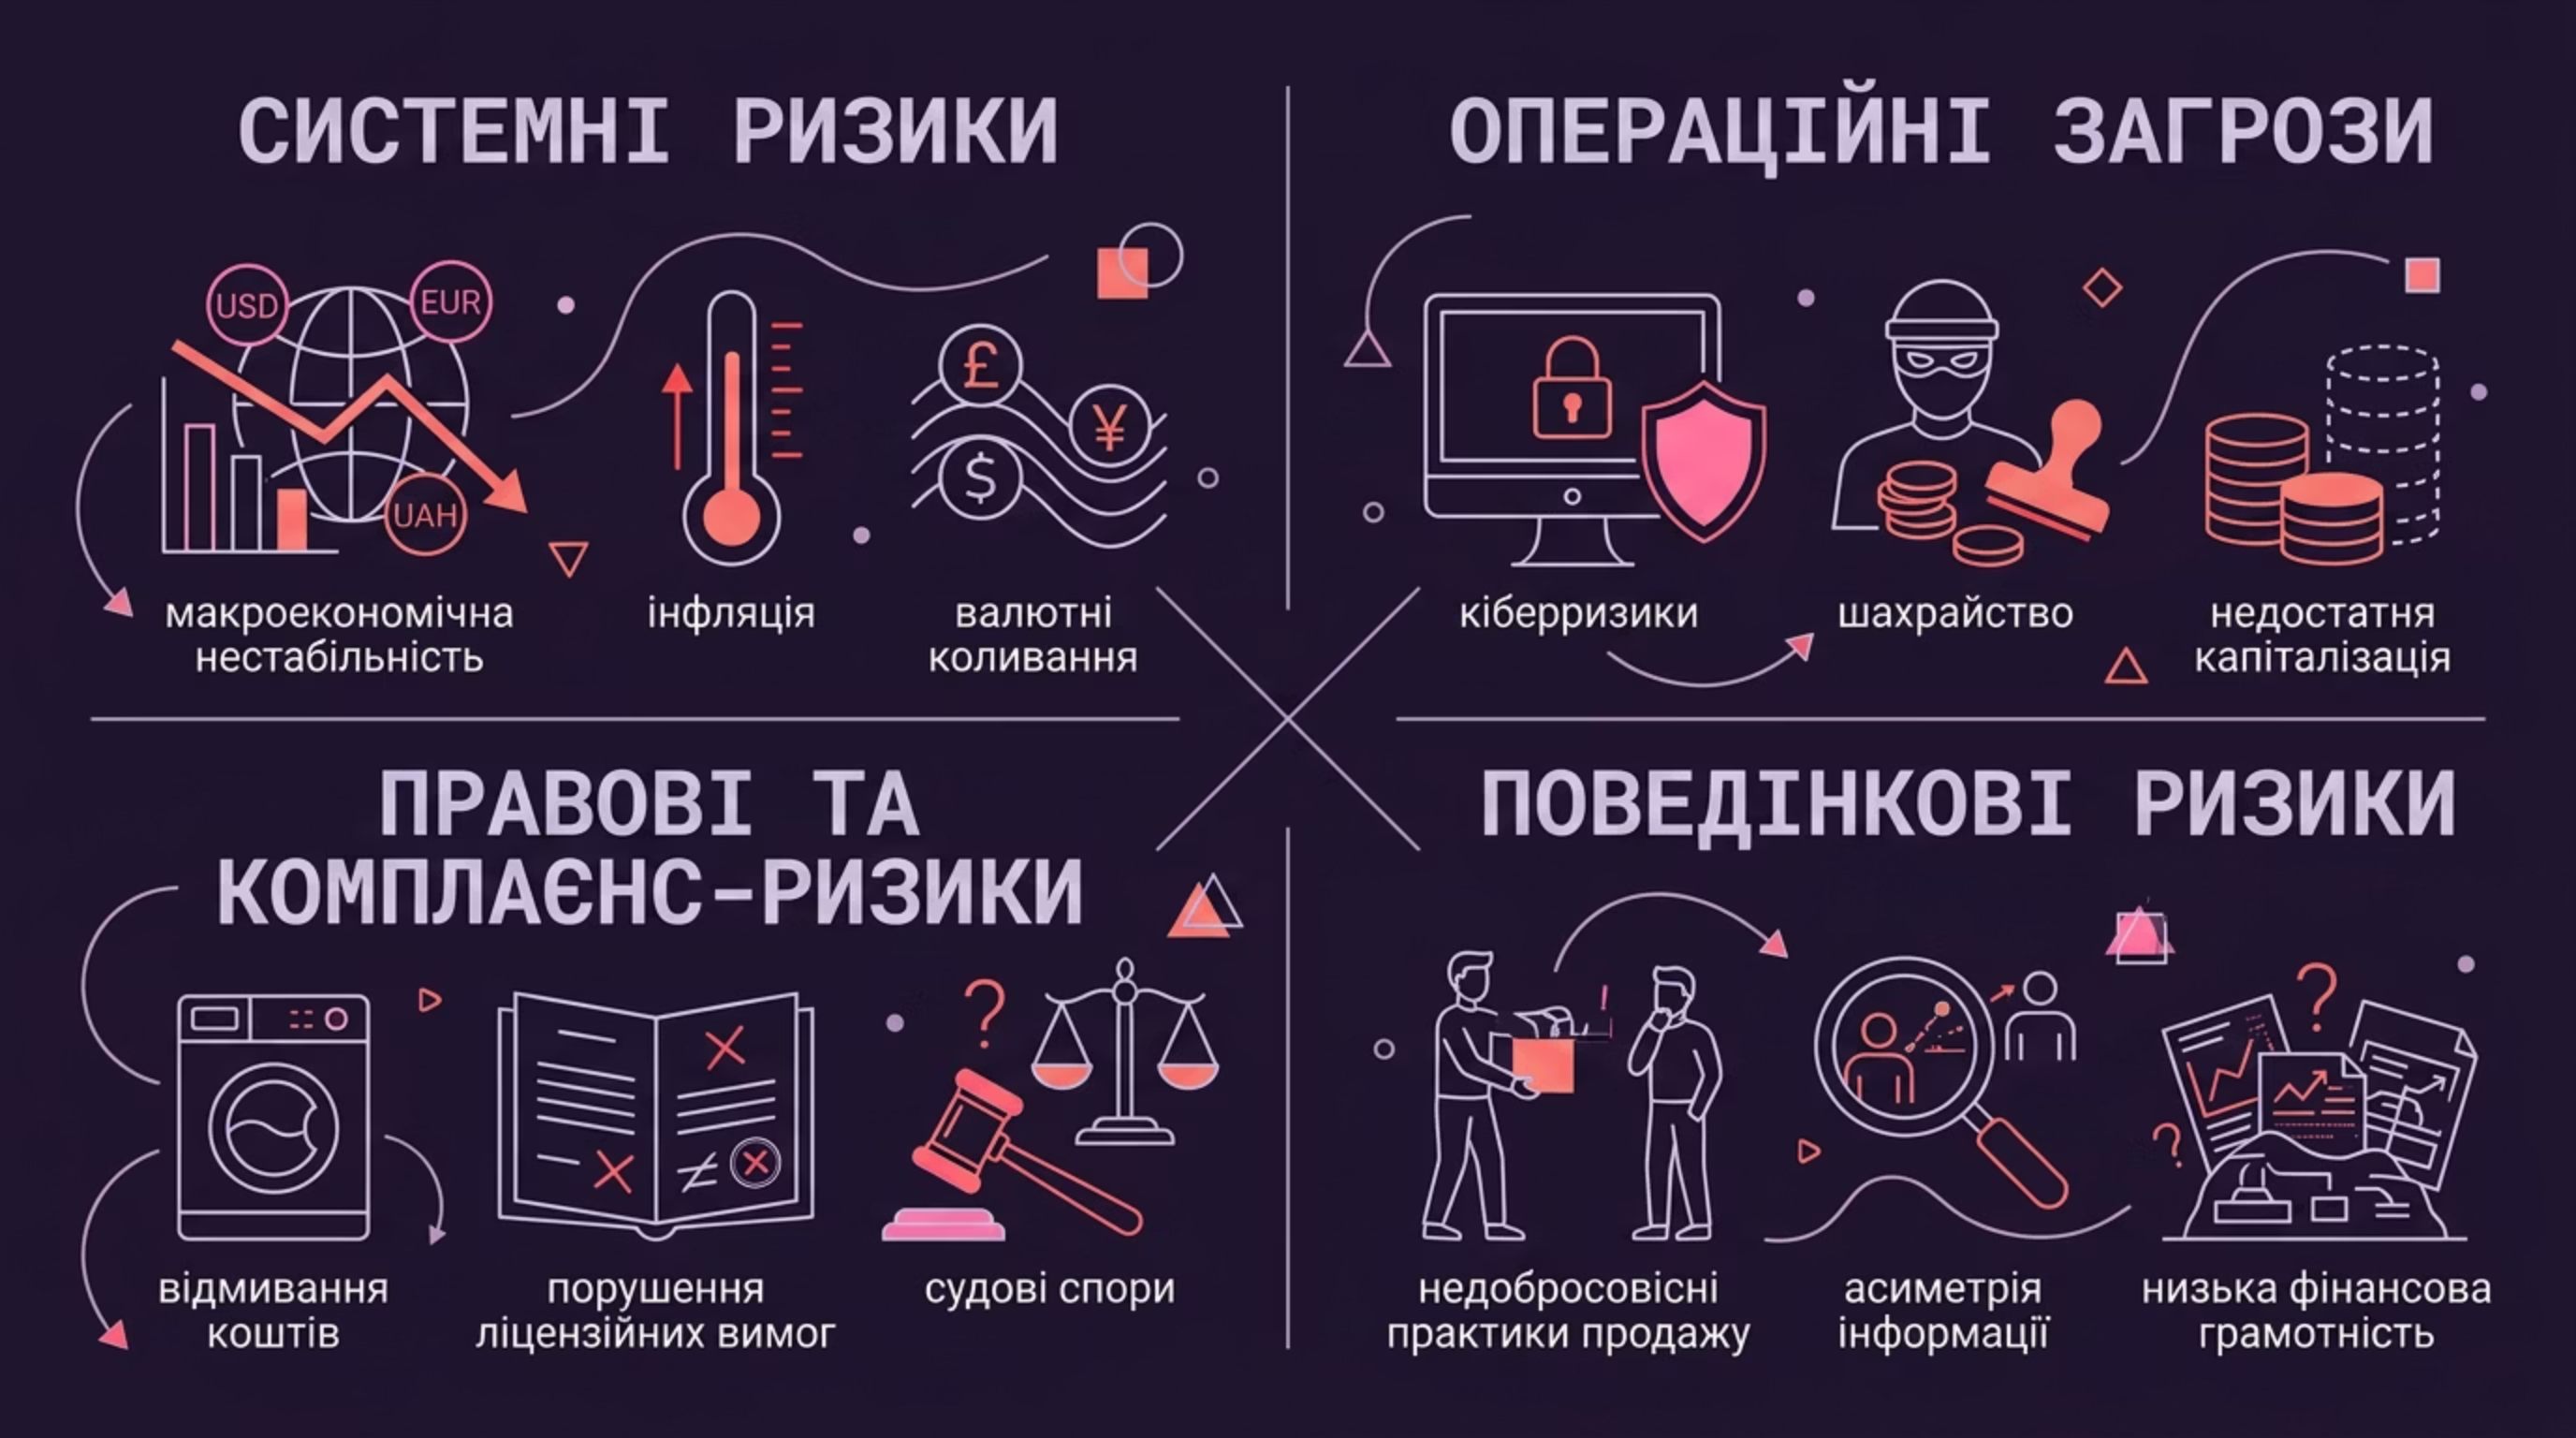 СИСТЕМНІ РИЗИКИ
USD
EUR
UAH
£
¥
$
макроекономічна
нестабільність
інфляція
валютні
коливання
ОПЕРАЦІЙНІ ЗАГРОЗИ
кіберризики
шахрайство
недостатня
капіталізація
ПРАВОВІ ТА
КОМПЛАЄНС-РИЗИКИ
?
≠
відмивання
коштів
порушення
ліцензійних вимог
судові спори
ПОВЕДІНКОВІ РИЗИКИ
!
?
?
недобросовісні
практики продажу
асиметрія
інформації
низька фінансова
грамотність